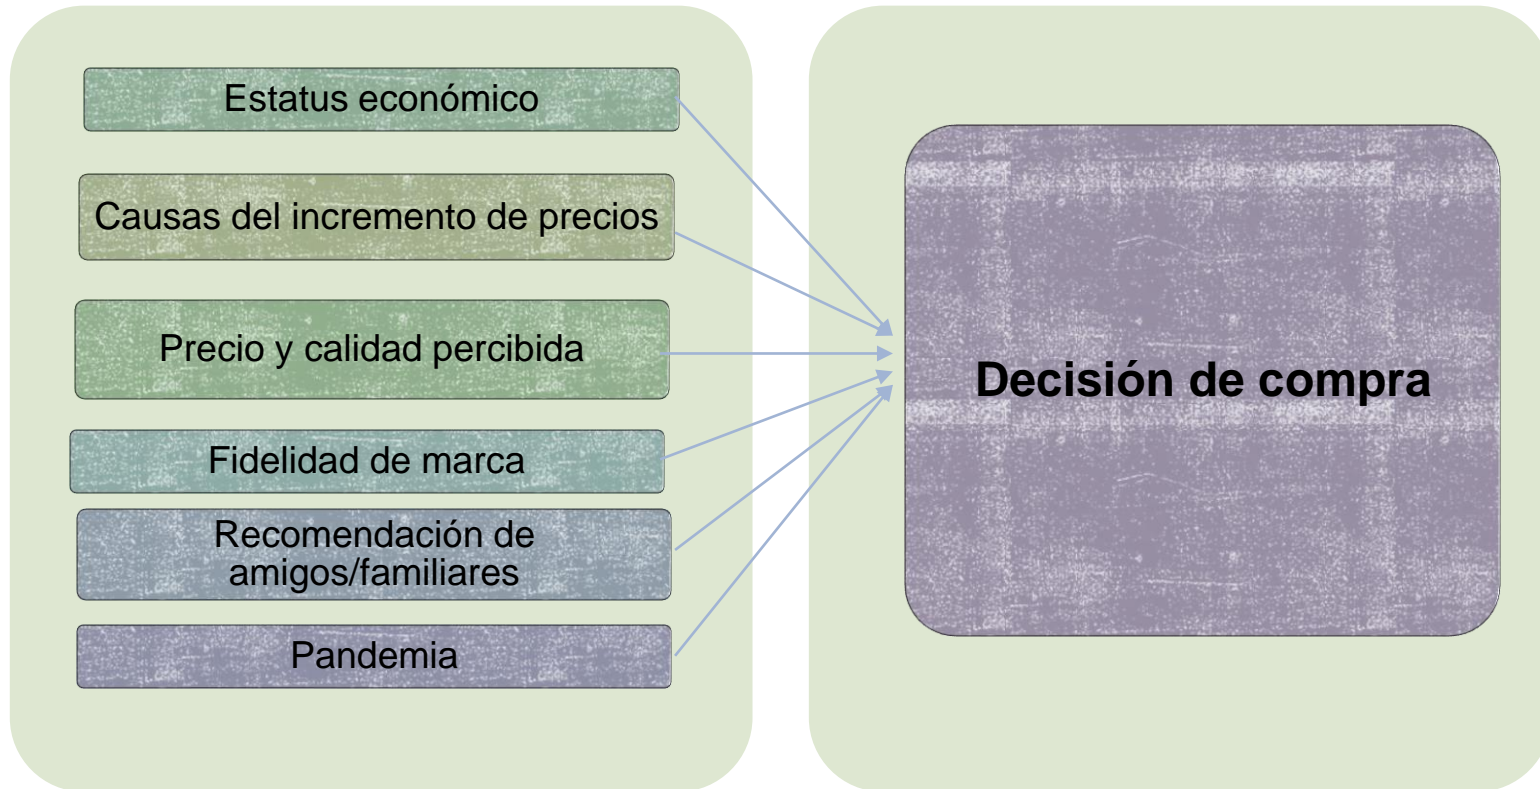 Estatus económico
Causas del incremento de precios
Precio y calidad percibida
Fidelidad de marca
Recomendación de
amigos/familiares
Pandemia
Decisión de compra